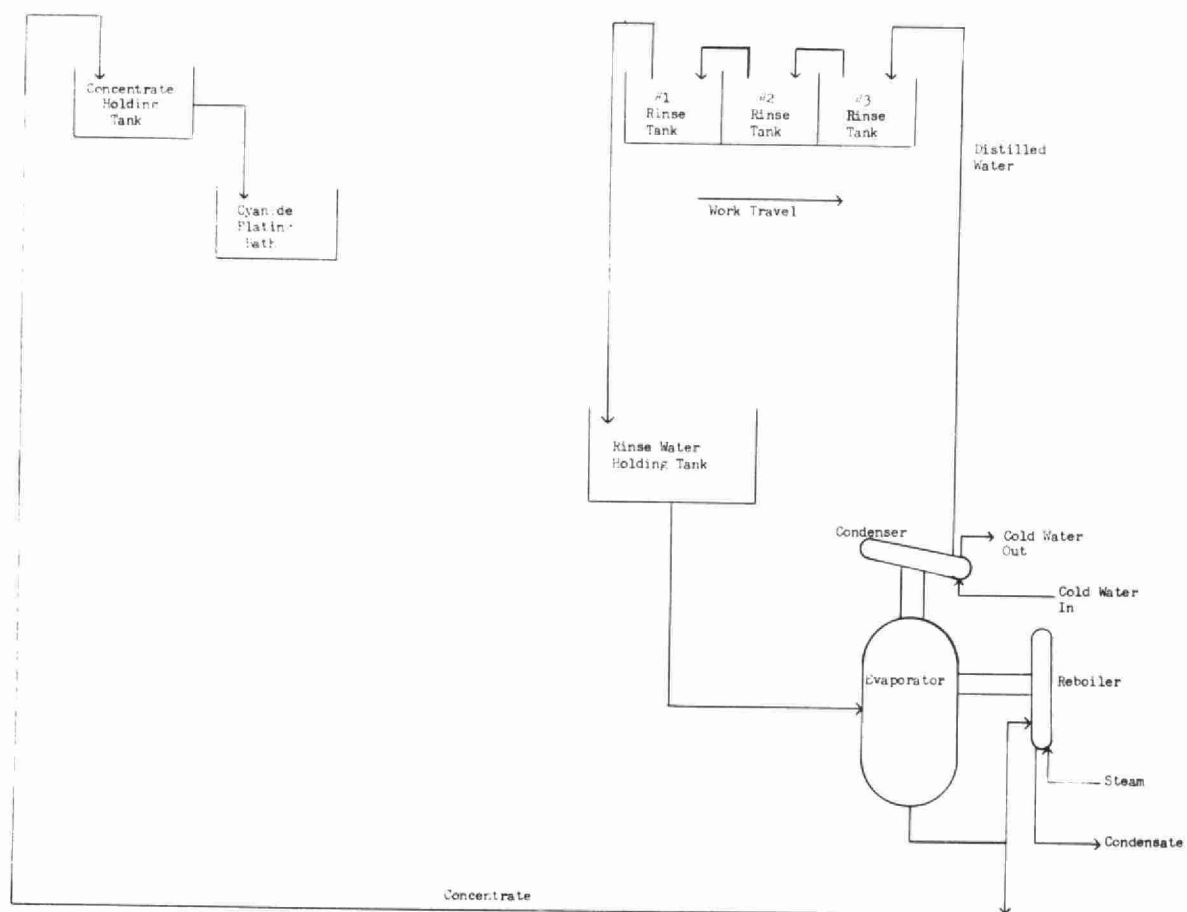 Concentrate
Holding
Tank
Cyanide
Plating
Bath
#1
Rinse
Tank
#2
Rinse
Tank
#3
Rinse
Tank
Distilled
Water
Work Travel
Rinse Water
Holding Tank
Condenser
Cold Water
Out
Cold Water
In
Evaporator
Reboiler
Steam
Condensate
Concentrate